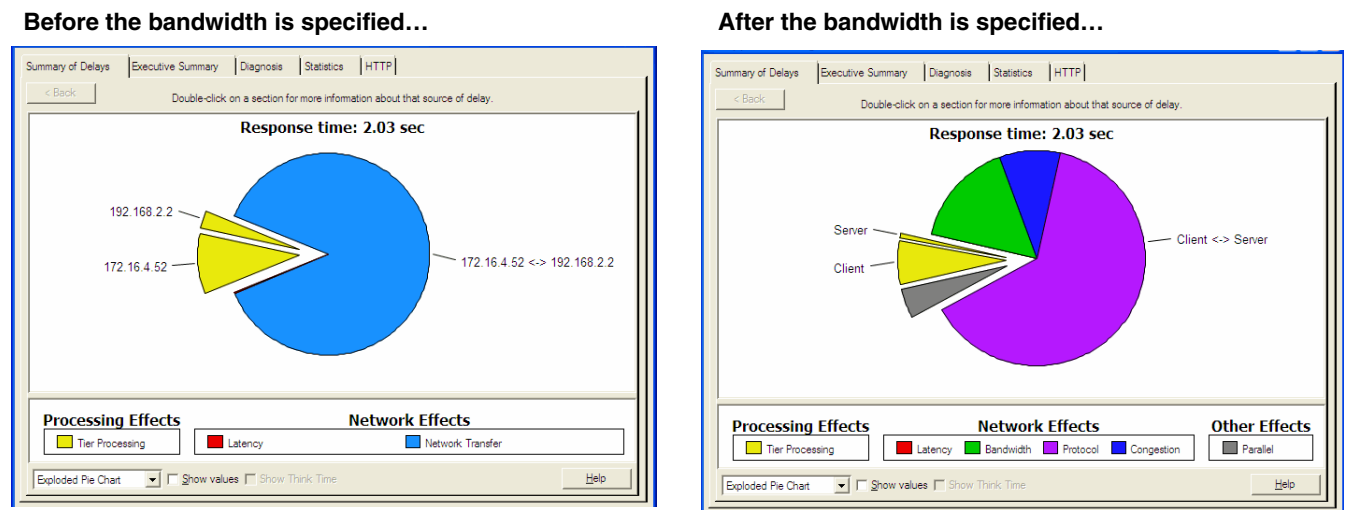 Before the bandwidth is specified…
Summary of Delays Executive Summary Diagnosis Statistics HTTP
< Back
Double-click on a section for more information about that source of delay.
Response time: 2.03 sec
192.168.2.2
172.16.4.52
172.16.4.52 <-> 192.168.2.2
Processing Effects Network Effects
Tier Processing Latency Network Transfer
Exploded Pie Chart Show values Show Think Time Help
After the bandwidth is specified…
Summary of Delays Executive Summary Diagnosis Statistics HTTP
< Back
Double-click on a section for more information about that source of delay.
Response time: 2.03 sec
Server
Client <-> Server
Client
Processing Effects Network Effects Other Effects
Tier Processing Latency Bandwidth Protocol Congestion Parallel
Exploded Pie Chart Show values Show Think Time Help